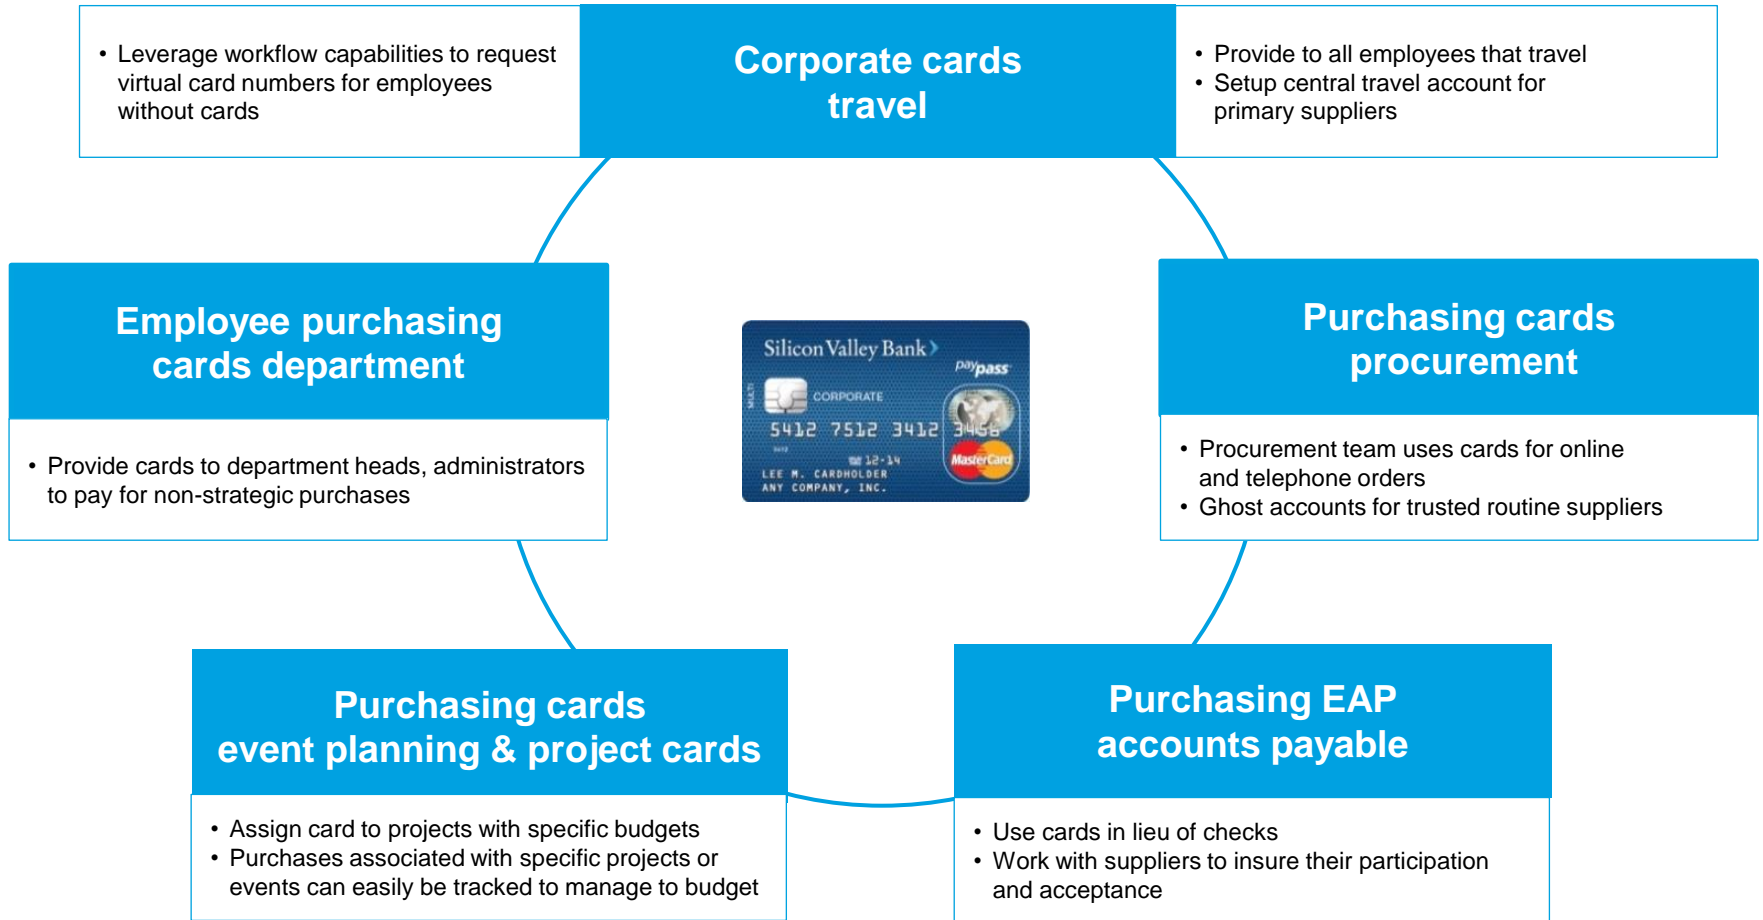 • Leverage workflow capabilities to request
virtual card numbers for employees
without cards
Corporate cards
travel
• Provide to all employees that travel
• Setup central travel account for
primary suppliers
Employee purchasing
cards department
• Provide cards to department heads, administrators
to pay for non-strategic purchases
Silicon Valley Bank
paypass
MULTI
CORPORATE
5412 7512 3412 3456
12-14
LEE M. CARDHOLDER
ANY COMPANY, INC.
MasterCard
Purchasing cards
procurement
• Procurement team uses cards for online
and telephone orders
• Ghost accounts for trusted routine suppliers
Purchasing cards
event planning & project cards
• Assign card to projects with specific budgets
• Purchases associated with specific projects or
events can easily be tracked to manage to budget
Purchasing EAP
accounts payable
• Use cards in lieu of checks
• Work with suppliers to insure their participation
and acceptance